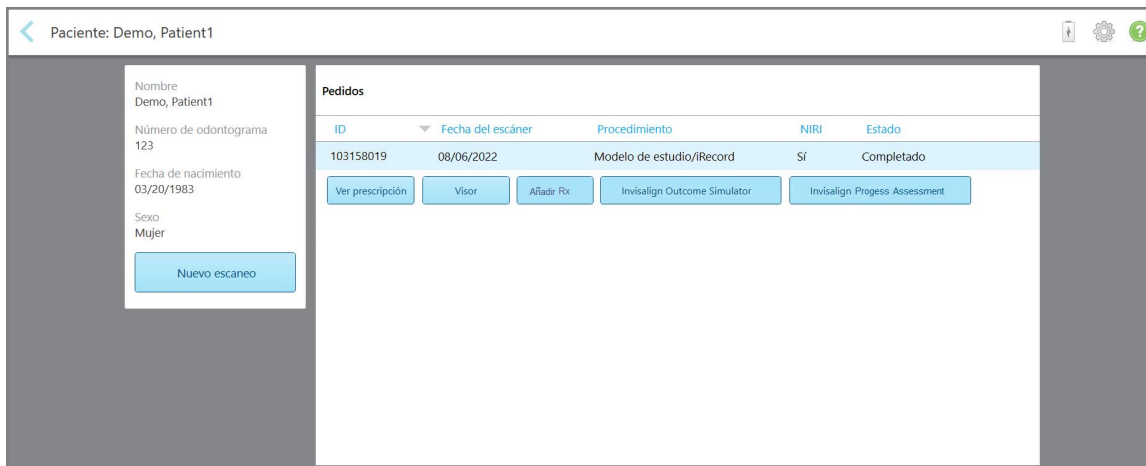 Paciente: Demo, Patient1
?
Nombre
Demo, Patient1
Número de odontograma
123
Fecha de nacimiento
03/20/1983
Sexo
Mujer
Nuevo escaneo
Pedidos
ID Fecha del escáner Procedimiento NIRI Estado
103158019 08/06/2022 Modelo de estudio/iRecord Sí Completado
Ver prescripción Visor Añadir Rx Invisalign Outcome Simulator Invisalign Progess Assessment